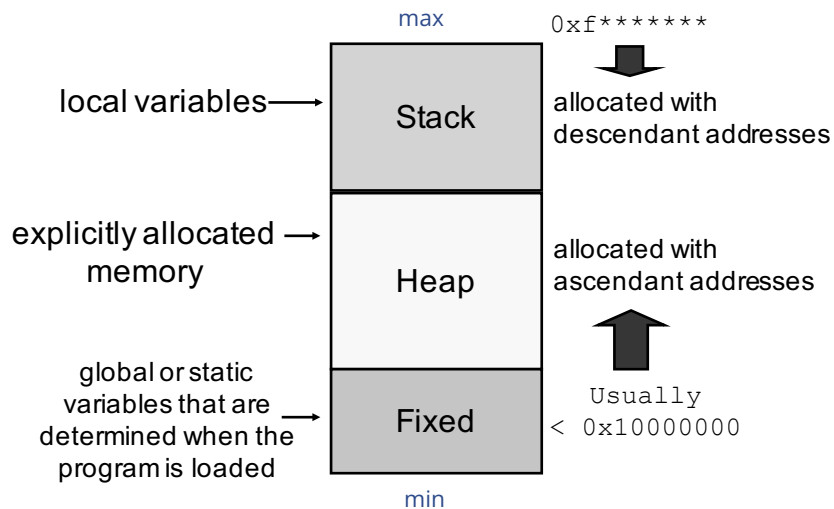 max
0xf*******
local variables
Stack
allocated with
descendant addresses
explicitly allocated
memory
Heap
allocated with
ascendant addresses
global or static
variables that are
determined when the
program is loaded
Fixed
Usually
< 0x10000000
min